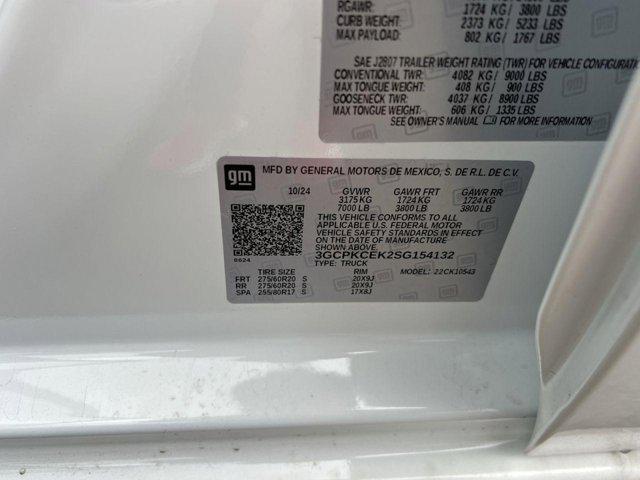 RGAWR: 1724 KG / 3800 LBS
CURB WEIGHT: 2373 KG / 5233 LBS
MAX PAYLOAD: 802 KG / 1767 LBS
SAE J2807 TRAILER WEIGHT RATING (TWR) FOR VEHICLE CONFIGURATION
CONVENTIONAL TWR: 4082 KG / 9000 LBS
MAX TONGUE WEIGHT: 408 KG / 900 LBS
GOOSENECK TWR: 4037 KG / 8900 LBS
MAX TONGUE WEIGHT: 606 KG / 1335 LBS
SEE OWNER'S MANUAL FOR MORE INFORMATION
gm MFD BY GENERAL MOTORS DE MEXICO, S. DE R.L. DE C.V.
10/24 GVWR GAWR FRT GAWR RR
3175 KG 1724 KG 1724 KG
7000 LB 3800 LB 3800 LB
THIS VEHICLE CONFORMS TO ALL
APPLICABLE U.S. FEDERAL MOTOR
VEHICLE SAFETY STANDARDS IN EFFECT
ON THE DATE OF MANUFACTURE
SHOWN ABOVE.
3GCPKCEK2SG154132
0624 TYPE: TRUCK
TIRE SIZE RIM MODEL: 22CK10543
FRT 275/60R20 S 20X9J
RR 275/60R20 S 20X9J
SPA 255/80R17 S 17X8J